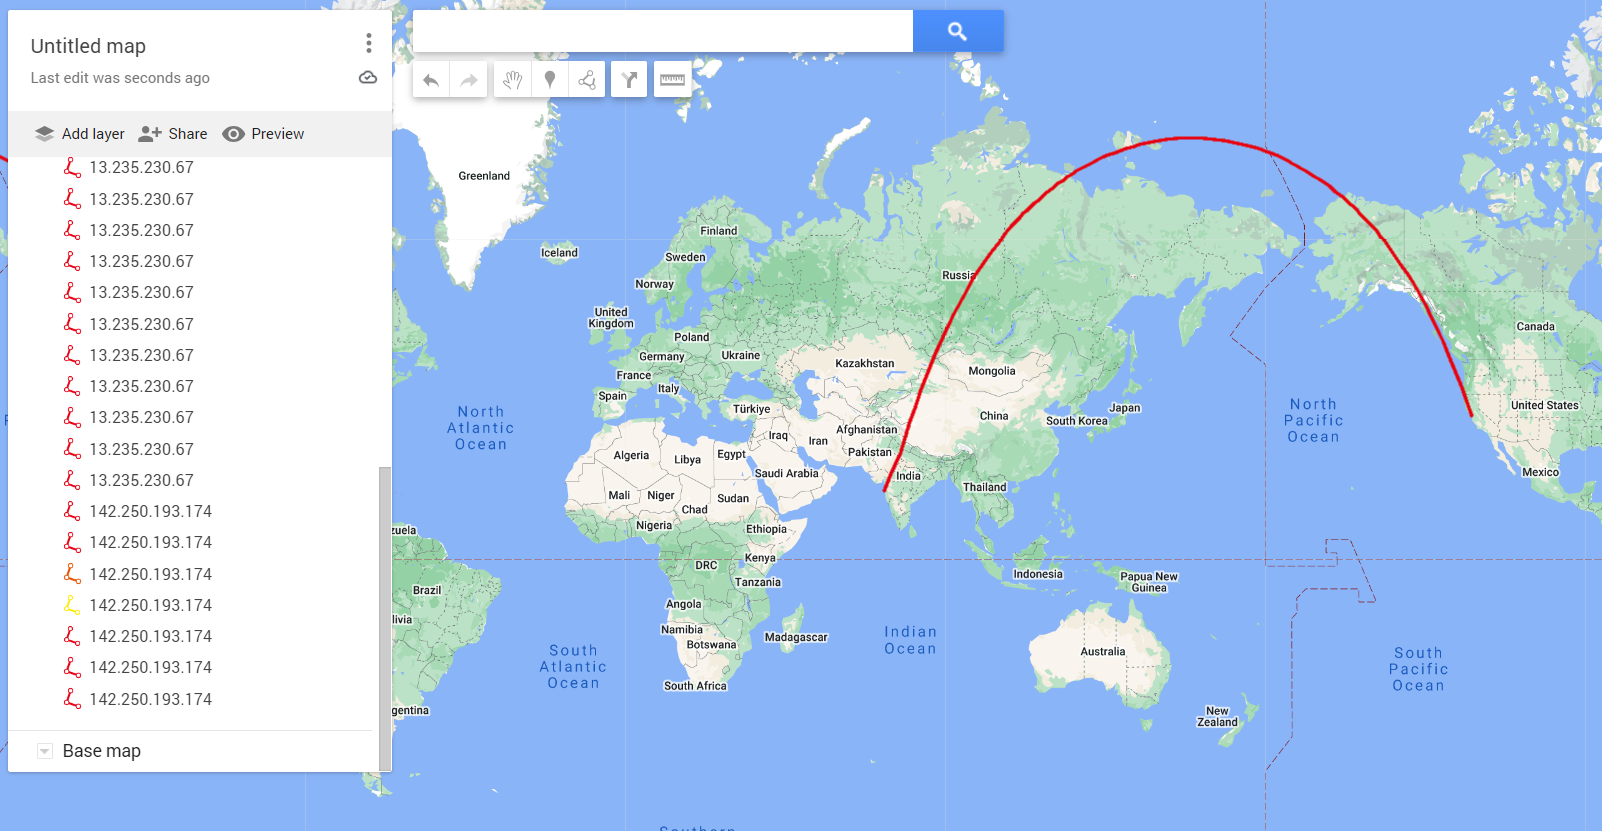 Untitled map
Last edit was seconds ago
Add layer
Share
Preview
13.235.230.67
13.235.230.67
13.235.230.67
13.235.230.67
13.235.230.67
13.235.230.67
13.235.230.67
13.235.230.67
13.235.230.67
13.235.230.67
13.235.230.67
142.250.193.174
142.250.193.174
142.250.193.174
142.250.193.174
142.250.193.174
142.250.193.174
142.250.193.174
Base map
Greenland
Iceland
Finland
Sweden
Norway
Russia
United
Kingdom
Poland
Germany
Ukraine
France
Italy
Spain
Türkiye
Kazakhstan
Mongolia
China
South Korea
Japan
Afghanistan
Iraq
Iran
Pakistan
India
Thailand
Algeria
Libya
Egypt
Saudi Arabia
Mali
Niger
Sudan
Chad
Nigeria
Ethiopia
Kenya
DRC
Tanzania
Angola
Namibia
Botswana
Madagascar
South Africa
Indonesia
Papua New
Guinea
Australia
New
Zealand
Canada
United States
Mexico
Brazil
zuela
livia
gentina
North
Atlantic
Ocean
South
Atlantic
Ocean
Indian
Ocean
North
Pacific
Ocean
South
Pacific
Ocean